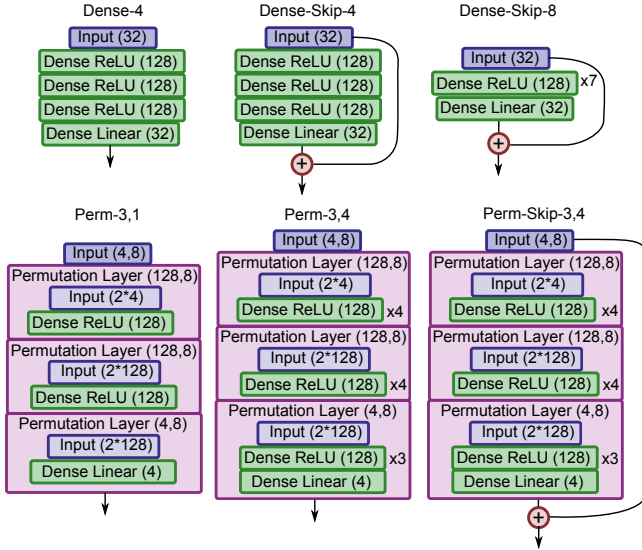 Dense-4
Input (32)
Dense ReLU (128)
Dense ReLU (128)
Dense ReLU (128)
Dense Linear (32)
Dense-Skip-4
Input (32)
Dense ReLU (128)
Dense ReLU (128)
Dense ReLU (128)
Dense Linear (32)
+
Dense-Skip-8
Input (32)
Dense ReLU (128) x7
Dense Linear (32)
+
Perm-3,1
Input (4,8)
Permutation Layer (128,8)
Input (2*4)
Dense ReLU (128)
Permutation Layer (128,8)
Input (2*128)
Dense ReLU (128)
Permutation Layer (4,8)
Input (2*128)
Dense Linear (4)
Perm-3,4
Input (4,8)
Permutation Layer (128,8)
Input (2*4)
Dense ReLU (128) x4
Permutation Layer (128,8)
Input (2*128)
Dense ReLU (128) x4
Permutation Layer (4,8)
Input (2*128)
Dense ReLU (128) x3
Dense Linear (4)
Perm-Skip-3,4
Input (4,8)
Permutation Layer (128,8)
Input (2*4)
Dense ReLU (128) x4
Permutation Layer (128,8)
Input (2*128)
Dense ReLU (128) x4
Permutation Layer (4,8)
Input (2*128)
Dense ReLU (128) x3
Dense Linear (4)
+